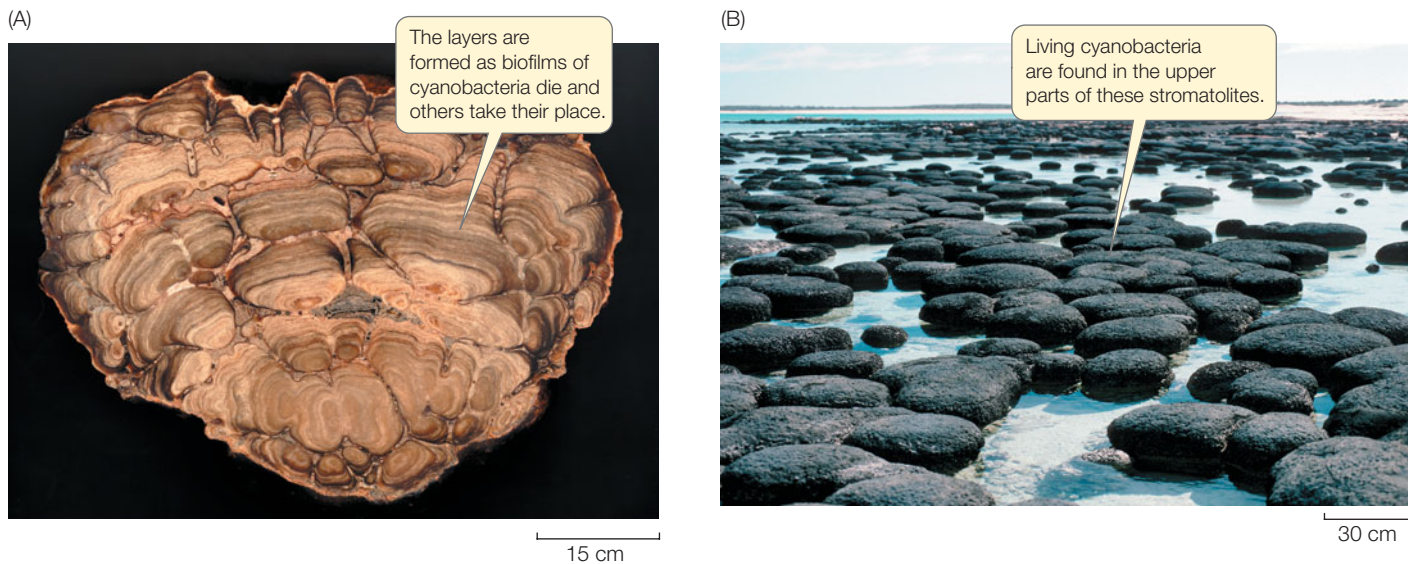 (A)
The layers are
formed as biofilms of
cyanobacteria die and
others take their place.
15 cm
(B)
Living cyanobacteria
are found in the upper
parts of these stromatolites.
30 cm